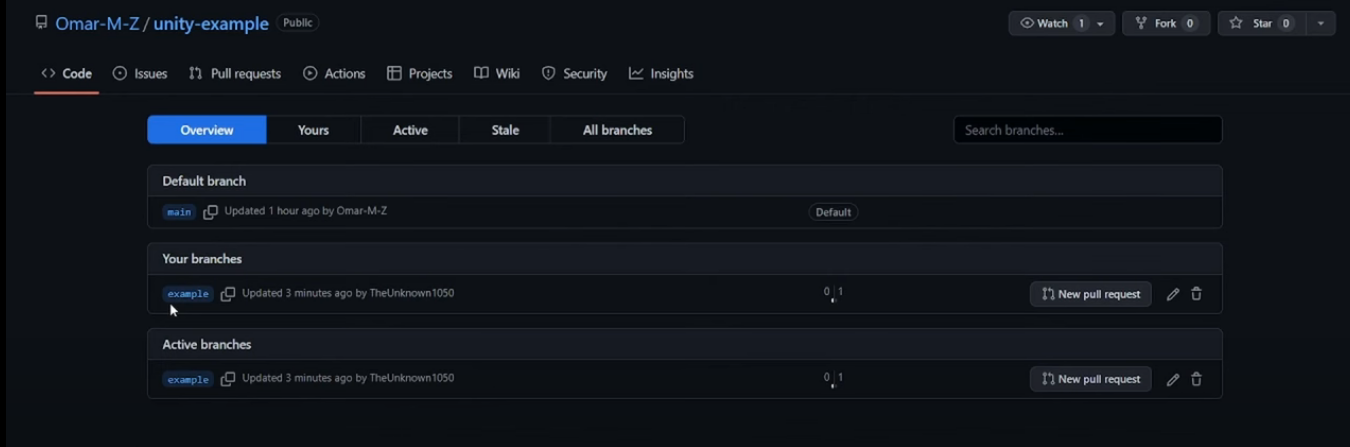 Omar-M-Z / unity-example Public Watch 1 Fork 0 Star 0
Code Issues Pull requests Actions Projects Wiki Security Insights
Overview Yours Active Stale All branches Search branches...
Default branch
main Updated 1 hour ago by Omar-M-Z Default
Your branches
example Updated 3 minutes ago by TheUnknown1050 0 1 New pull request
Active branches
example Updated 3 minutes ago by TheUnknown1050 0 1 New pull request